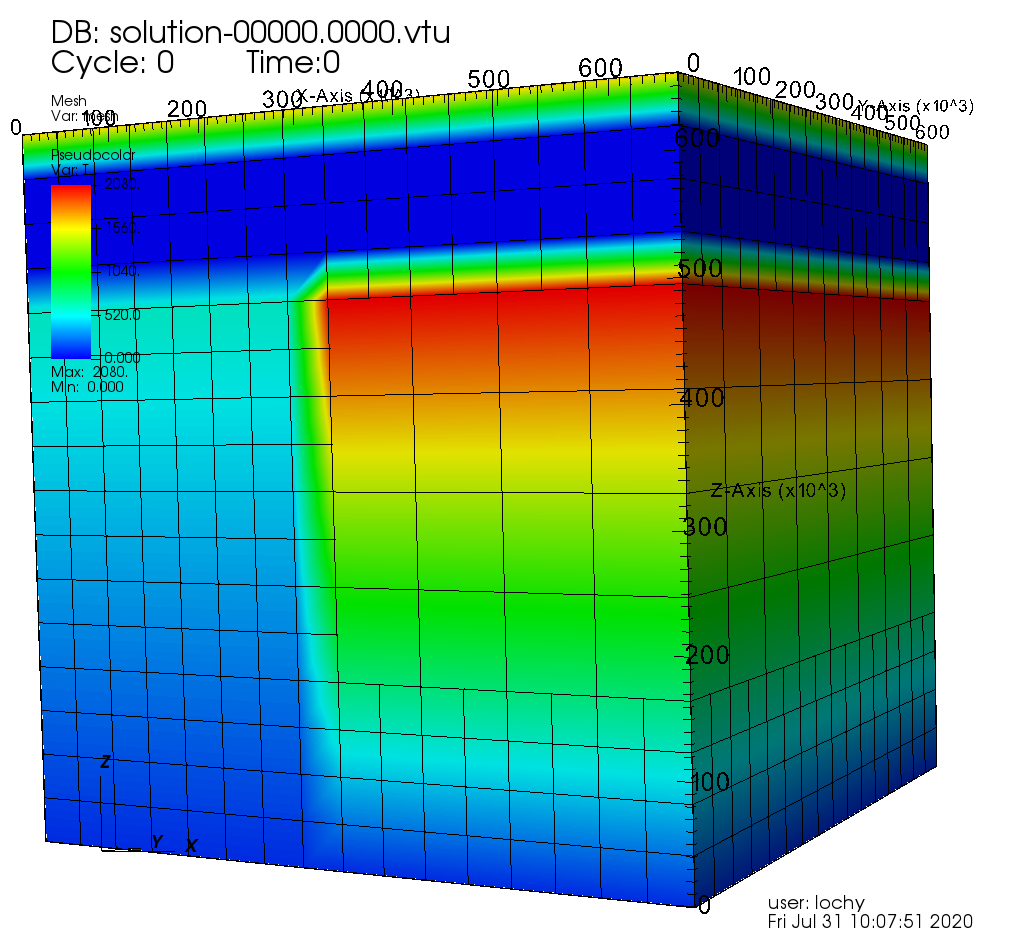 DB: solution-00000.0000.vtu
Cycle: 0 Time:0
Mesh
Var: mesh
Pseudocolor
Var: T
2080.
1560.
1040.
520.0
0.000
Max: 2080.
Min: 0.000
0 100 200 300 400 500 600
X-Axis (x10^3)
0 100 200 300 400 500 600
Y-Axis (x10^3)
600
500
400
Z-Axis (x10^3)
300
200
100
0
Z
Y X
user: lochy
Fri Jul 31 10:07:51 2020